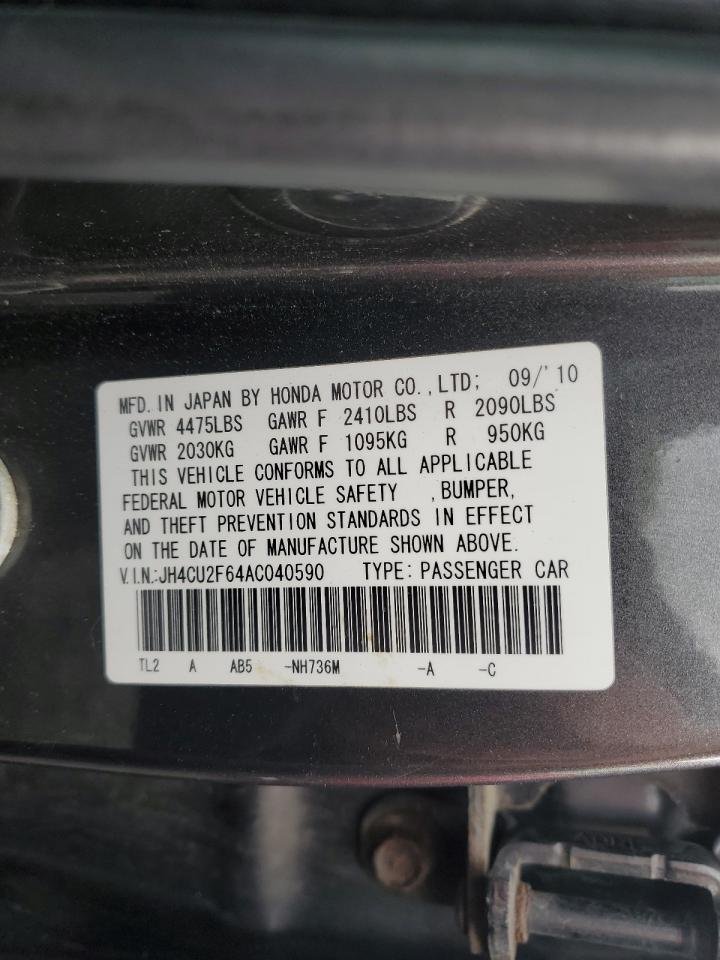 MFD. IN JAPAN BY HONDA MOTOR CO.,LTD; 09/'10
GVWR 4475LBS GAWR F 2410LBS R 2090LBS
GVWR 2030KG GAWR F 1095KG R 950KG
THIS VEHICLE CONFORMS TO ALL APPLICABLE
FEDERAL MOTOR VEHICLE SAFETY ,BUMPER,
AND THEFT PREVENTION STANDARDS IN EFFECT
ON THE DATE OF MANUFACTURE SHOWN ABOVE.
V.I.N.:JH4CU2F64AC040590 TYPE: PASSENGER CAR
TL2 A AB5 -NH736M -A -C